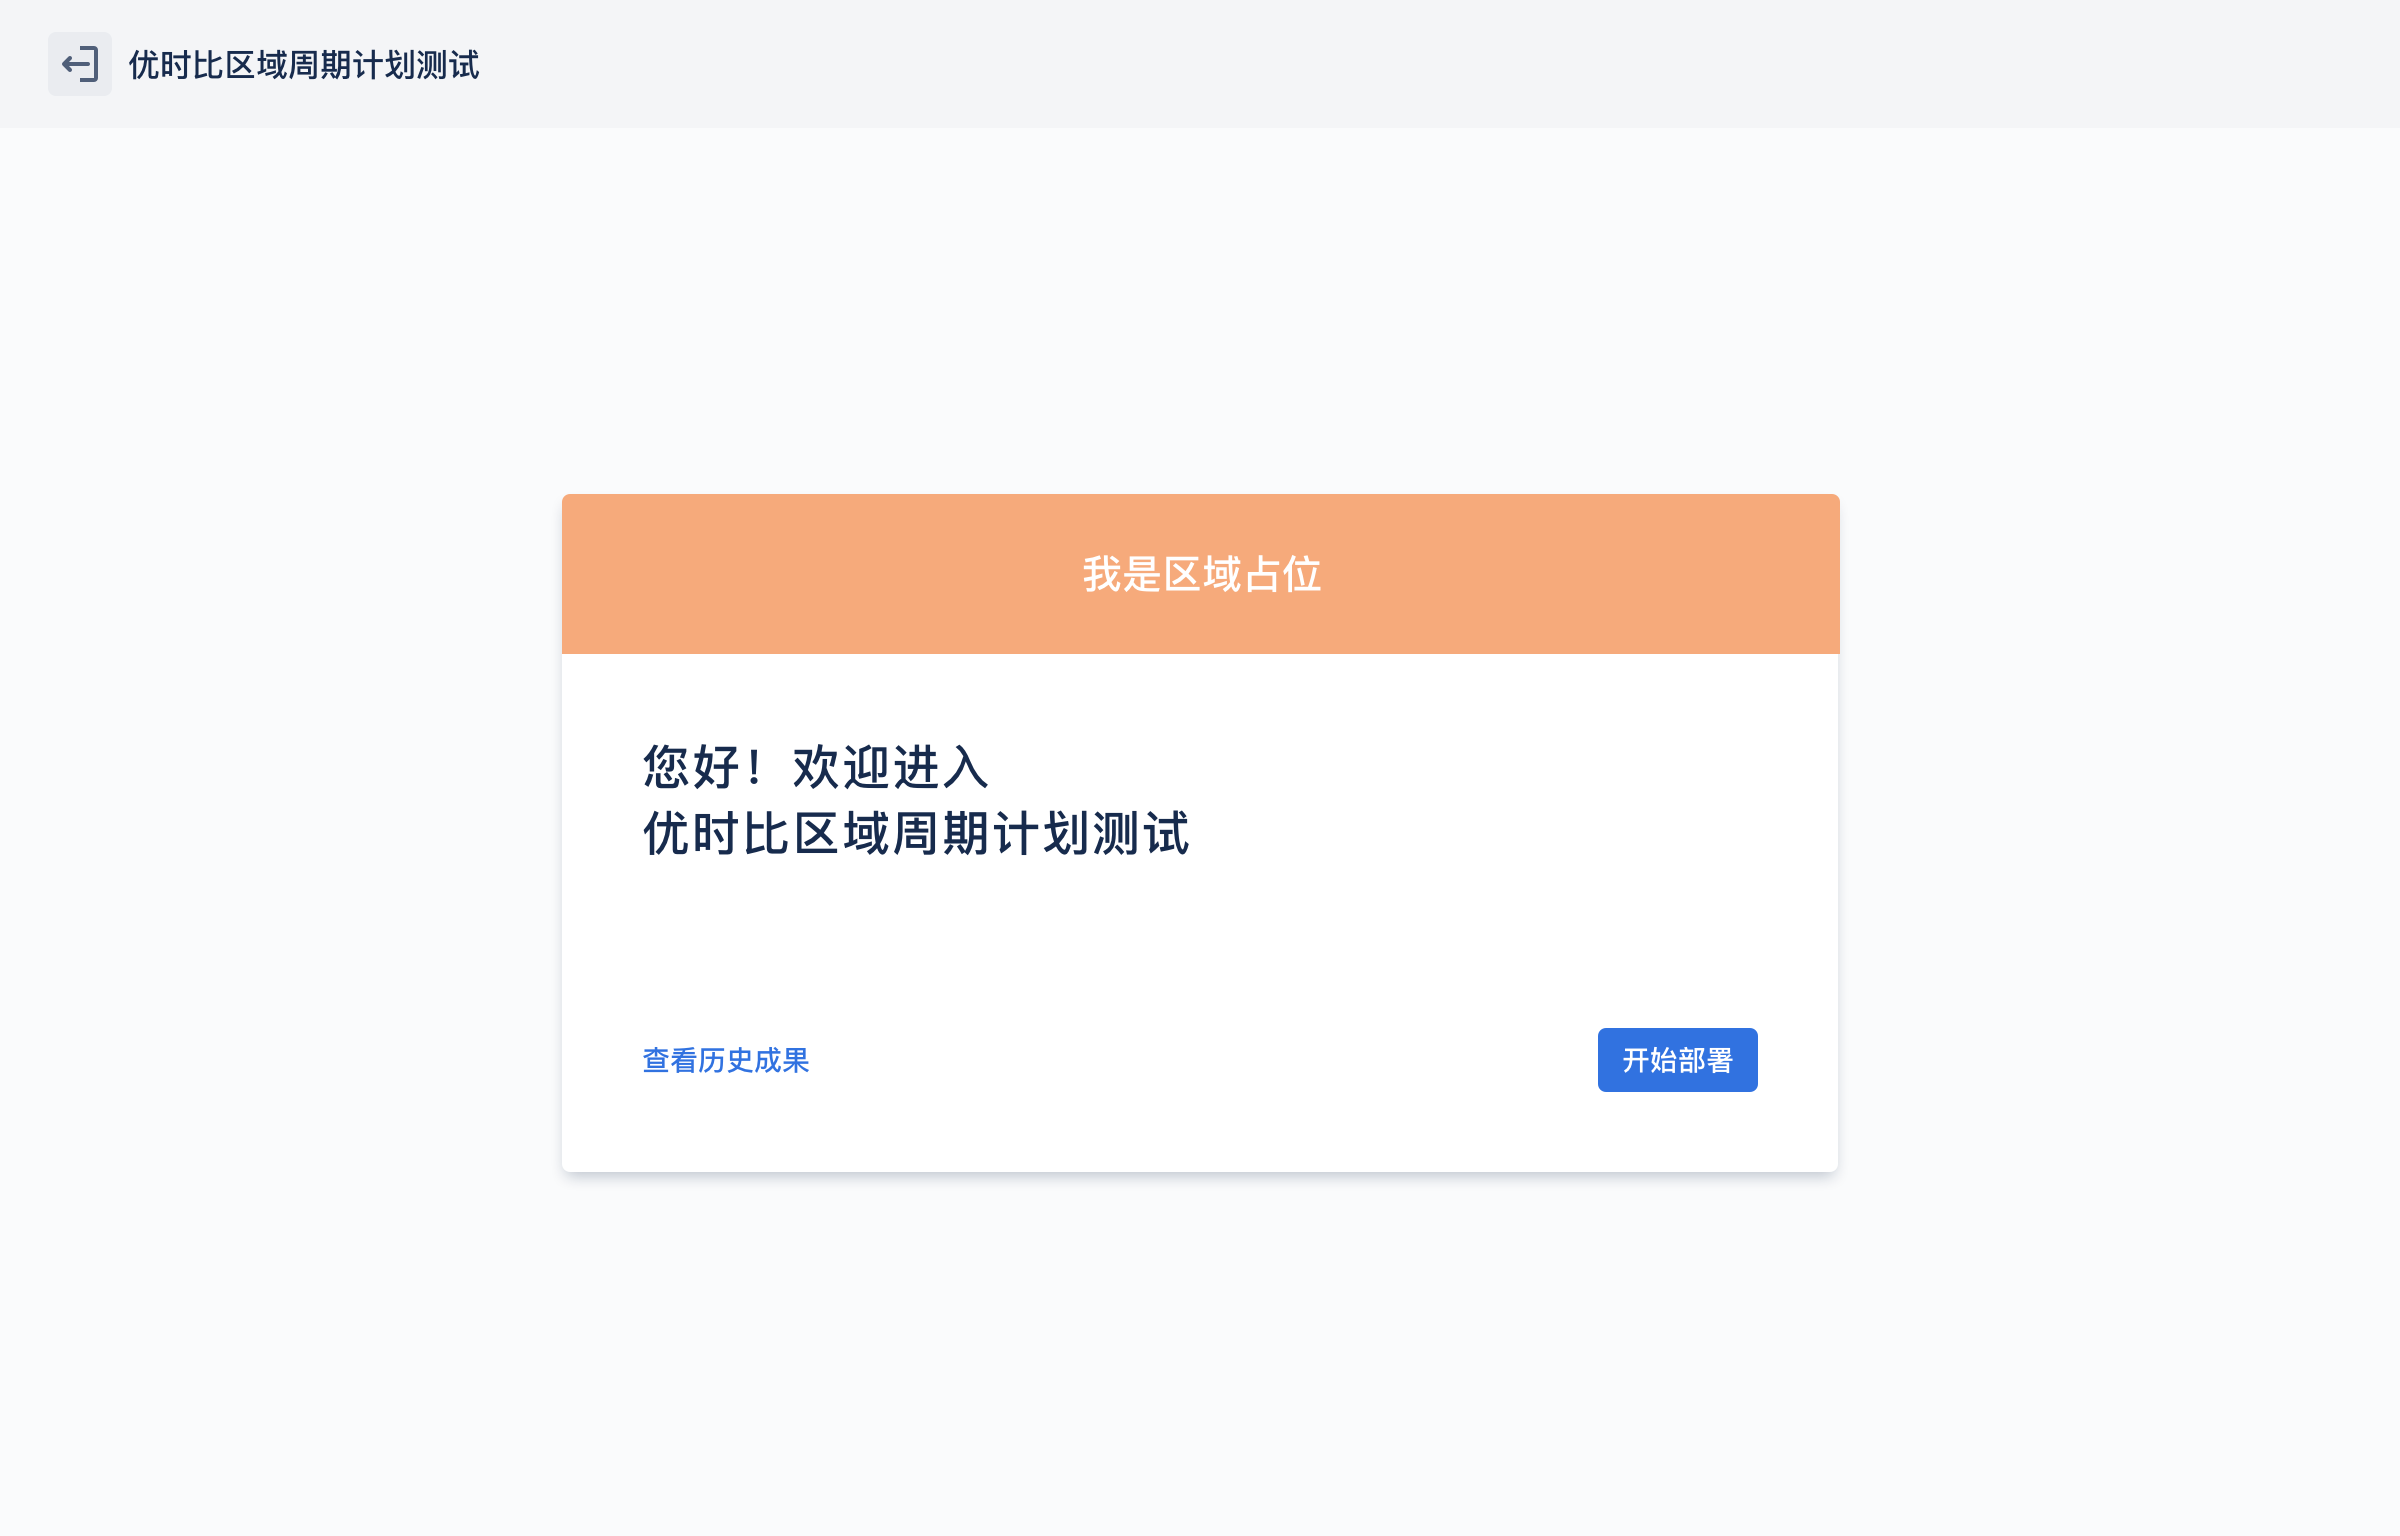 优时比区域周期计划测试
我是区域占位
您好！欢迎进入
优时比区域周期计划测试
查看历史成果
开始部署